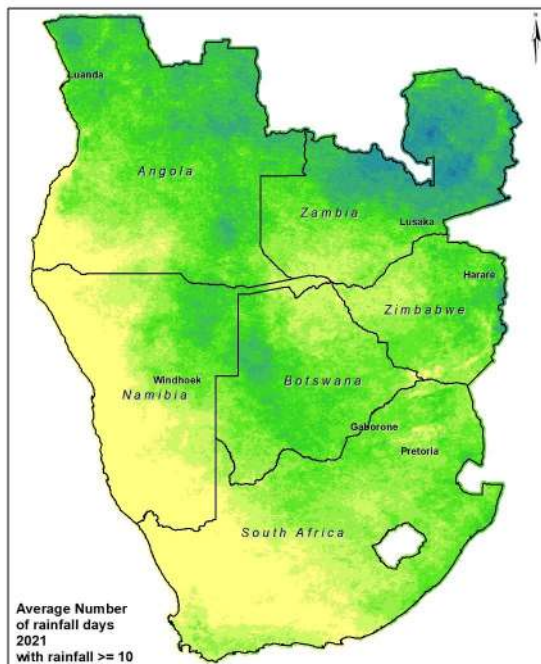 Luanda
Angola
Zambia
Lusaka
Harare
Zimbabwe
Windhoek
Namibia
Botswana
Gaborone
Pretoria
South Africa
Average Number
of rainfall days
2021
with rainfall >= 10